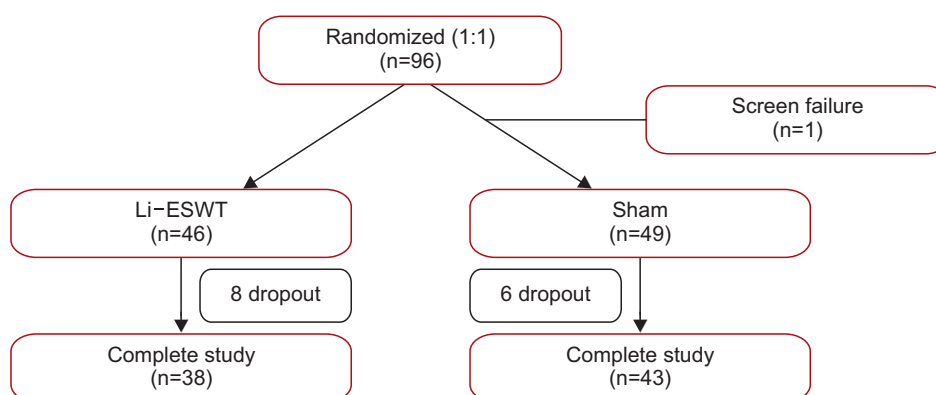 Randomized (1:1)
(n=96)
Screen failure
(n=1)
Li−ESWT
(n=46)
Sham
(n=49)
8 dropout
6 dropout
Complete study
(n=38)
Complete study
(n=43)